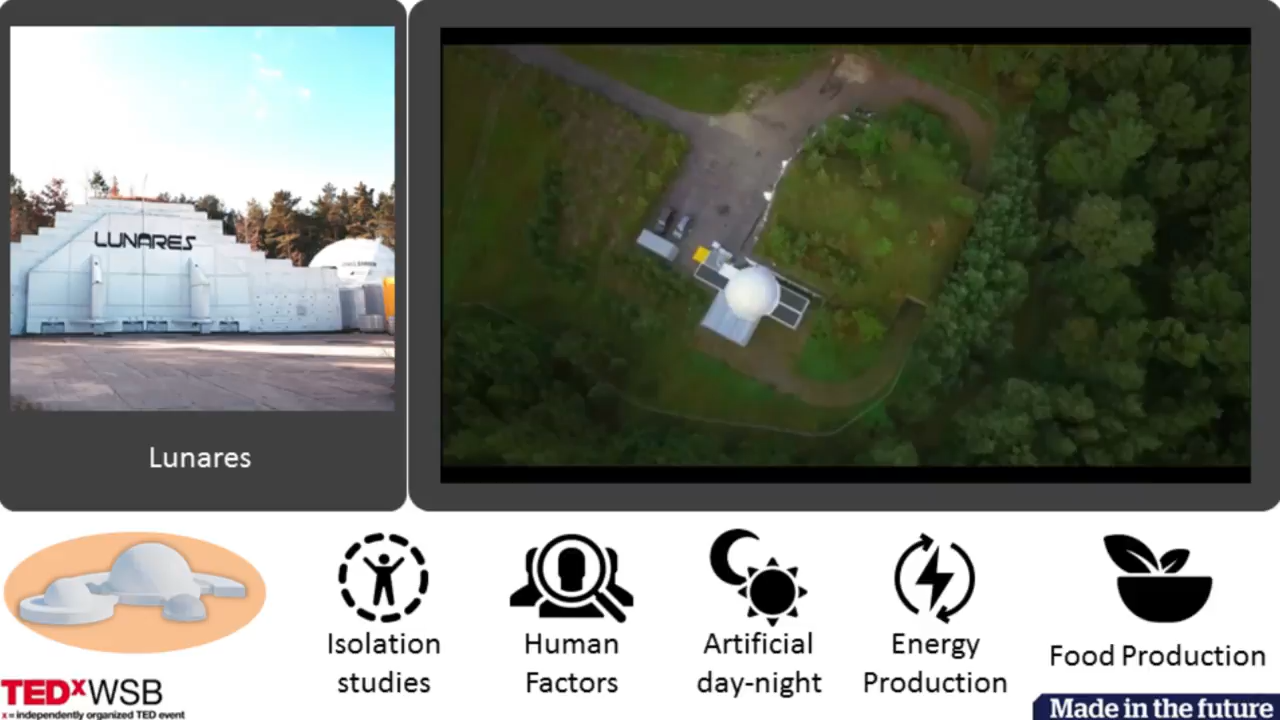 LUNARES
Lunares
Isolation
studies
Human
Factors
Artificial
day-night
Energy
Production
Food Production
TEDxWSB
x = independently organized TED event
Made in the future